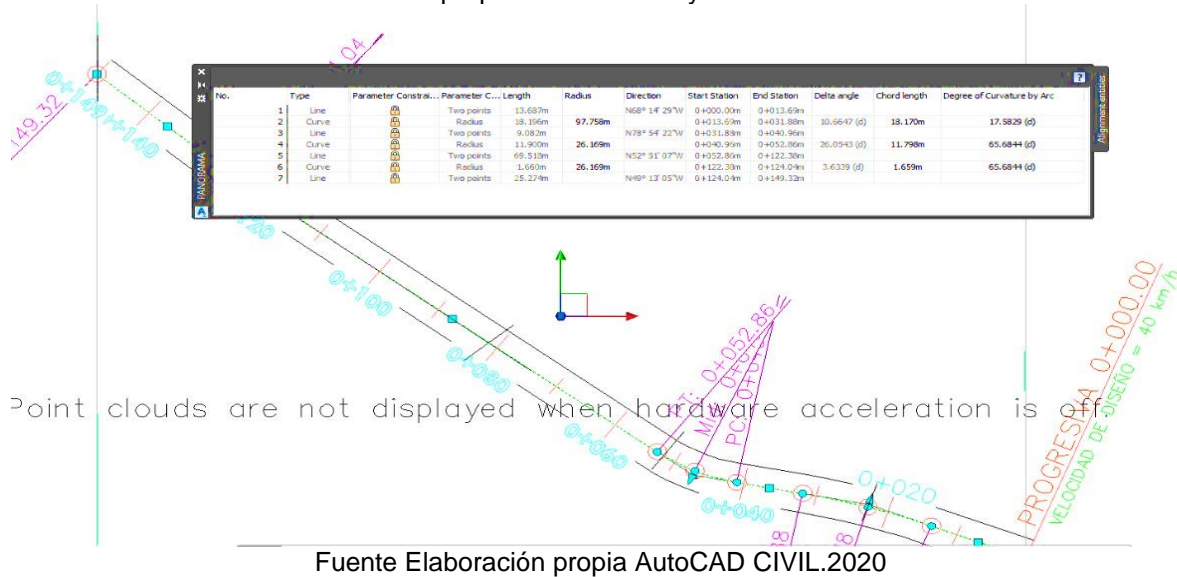 149.32
0+149
+140
.04
?
Alignment entities
PANORAMA
No. Type Parameter Constrai... Parameter C... Length Radius Direction Start Station End Station Delta angle Chord length Degree of Curvature by Arc
1 Line Two points 13.687m N68° 14' 29"W 0+000.00m 0+013.69m
2 Curve Radius 18.196m 97.758m 0+013.69m 0+031.88m 10.6647 (d) 18.170m 17.5829 (d)
3 Line Two points 9.082m N78° 54' 22"W 0+031.88m 0+040.96m
4 Curve Radius 11.900m 26.169m 0+040.96m 0+052.86m 26.0543 (d) 11.798m 65.6844 (d)
5 Line Two points 69.518m N52° 51' 07"W 0+052.86m 0+122.38m
6 Curve Radius 1.660m 26.169m 0+122.38m 0+124.04m 3.6339 (d) 1.659m 65.6844 (d)
7 Line Two points 25.274m N49° 13' 05"W 0+124.04m 0+149.32m
0+100
0+080
0+060
0+040
0+020
PT: 0+052.86
PC:
PROGRESIVA 0+000.00
VELOCIDAD DE DISEÑO = 40 km/h
Point clouds are not displayed when hardware acceleration is off.
Fuente Elaboración propia AutoCAD CIVIL.2020